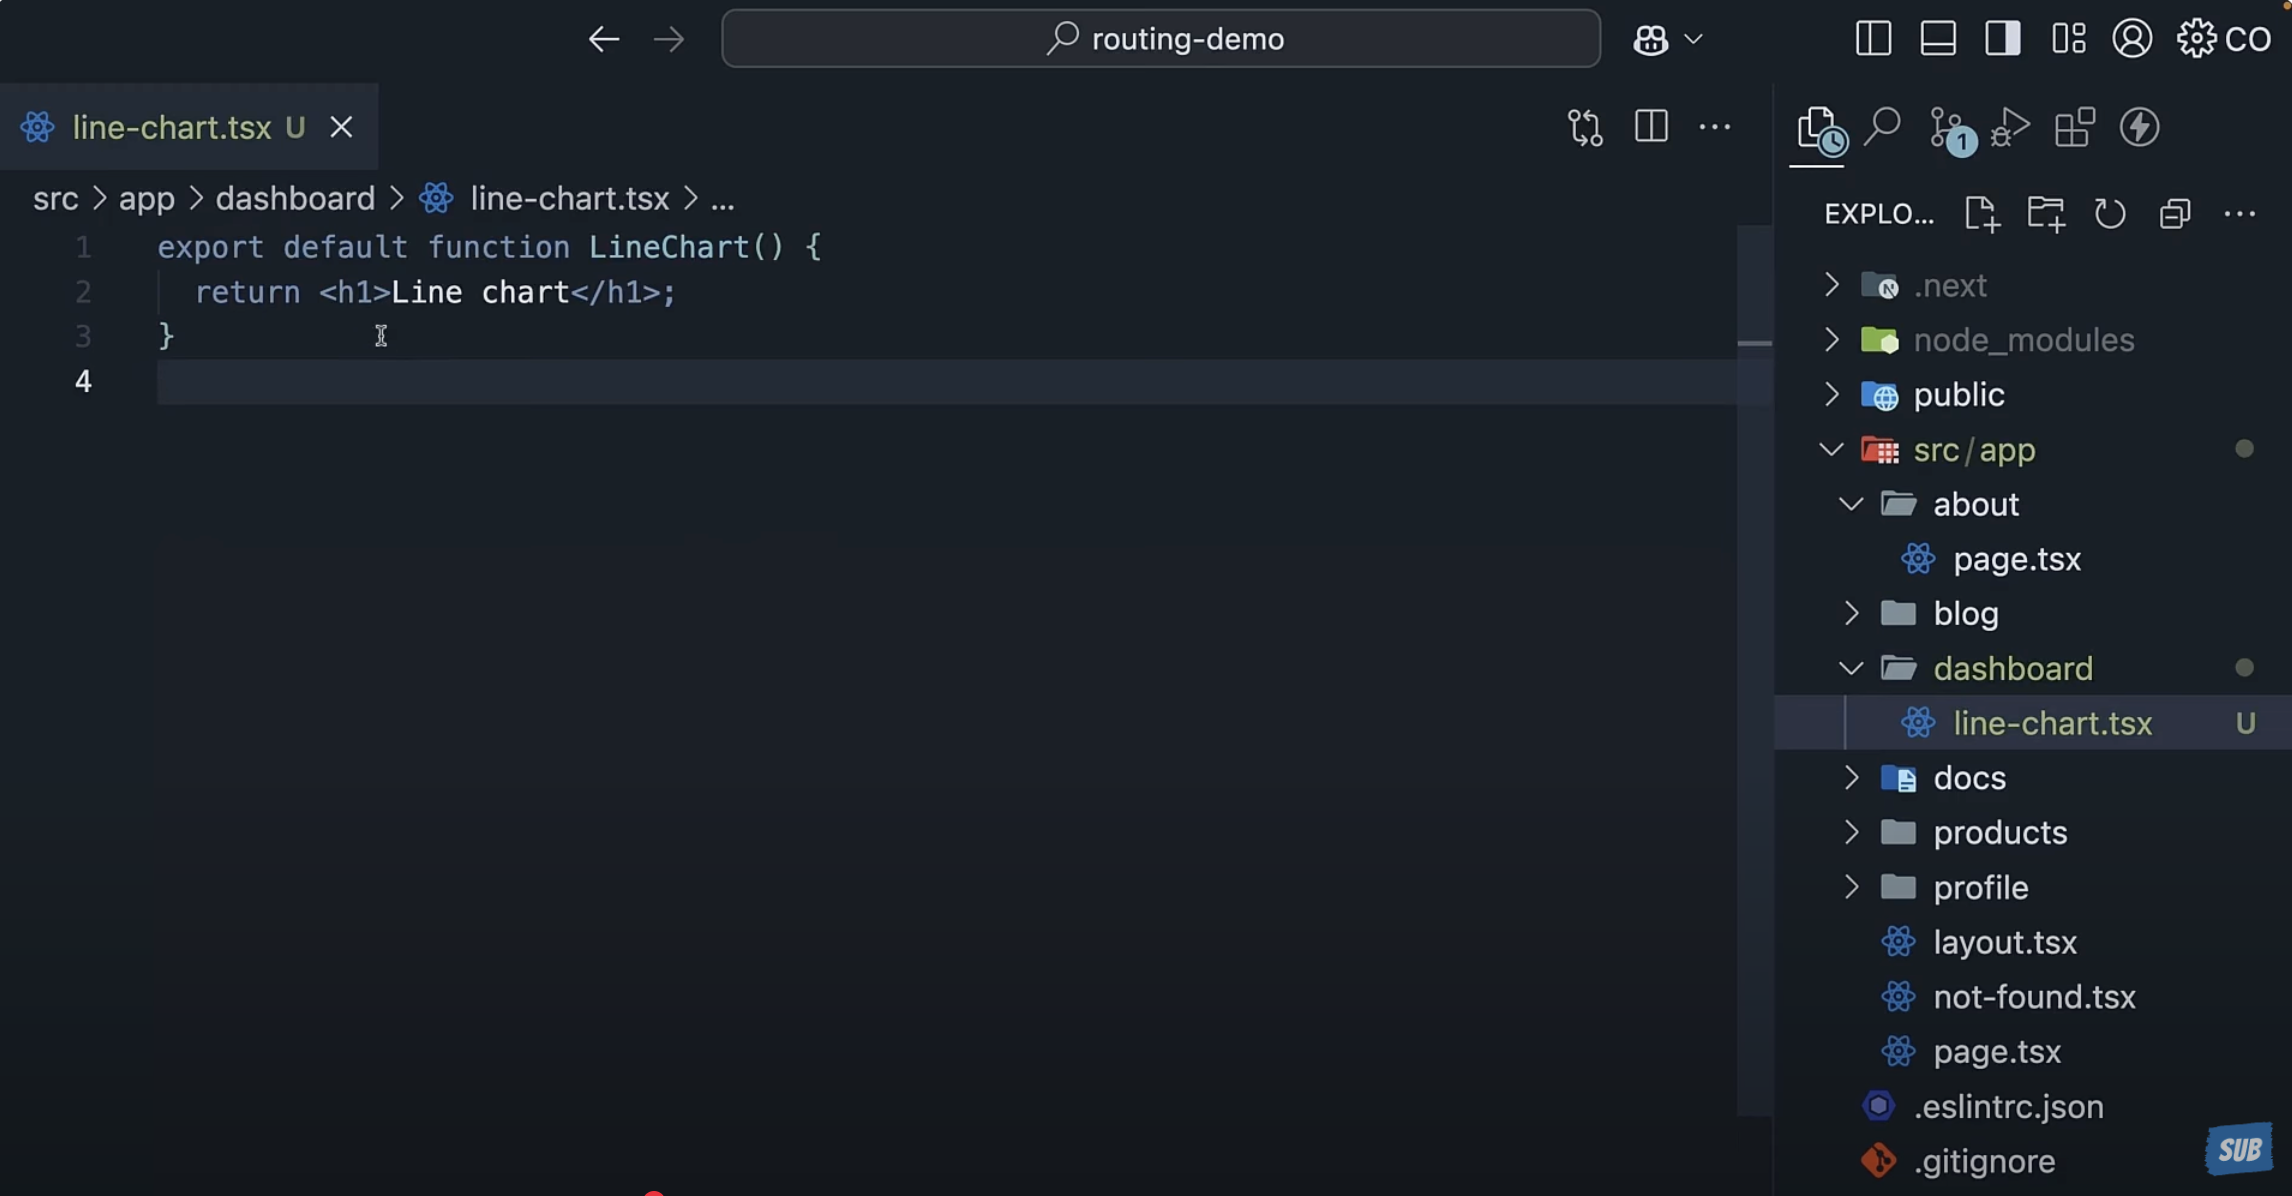 routing-demo
CO
line-chart.tsx U
src > app > dashboard > line-chart.tsx > ...
1 export default function LineChart() {
2 return <h1>Line chart</h1>;
3 }
4
1
EXPLO...
.next
node_modules
public
src/app
about
page.tsx
blog
dashboard
line-chart.tsx U
docs
products
profile
layout.tsx
not-found.tsx
page.tsx
.eslintrc.json
.gitignore
SUB